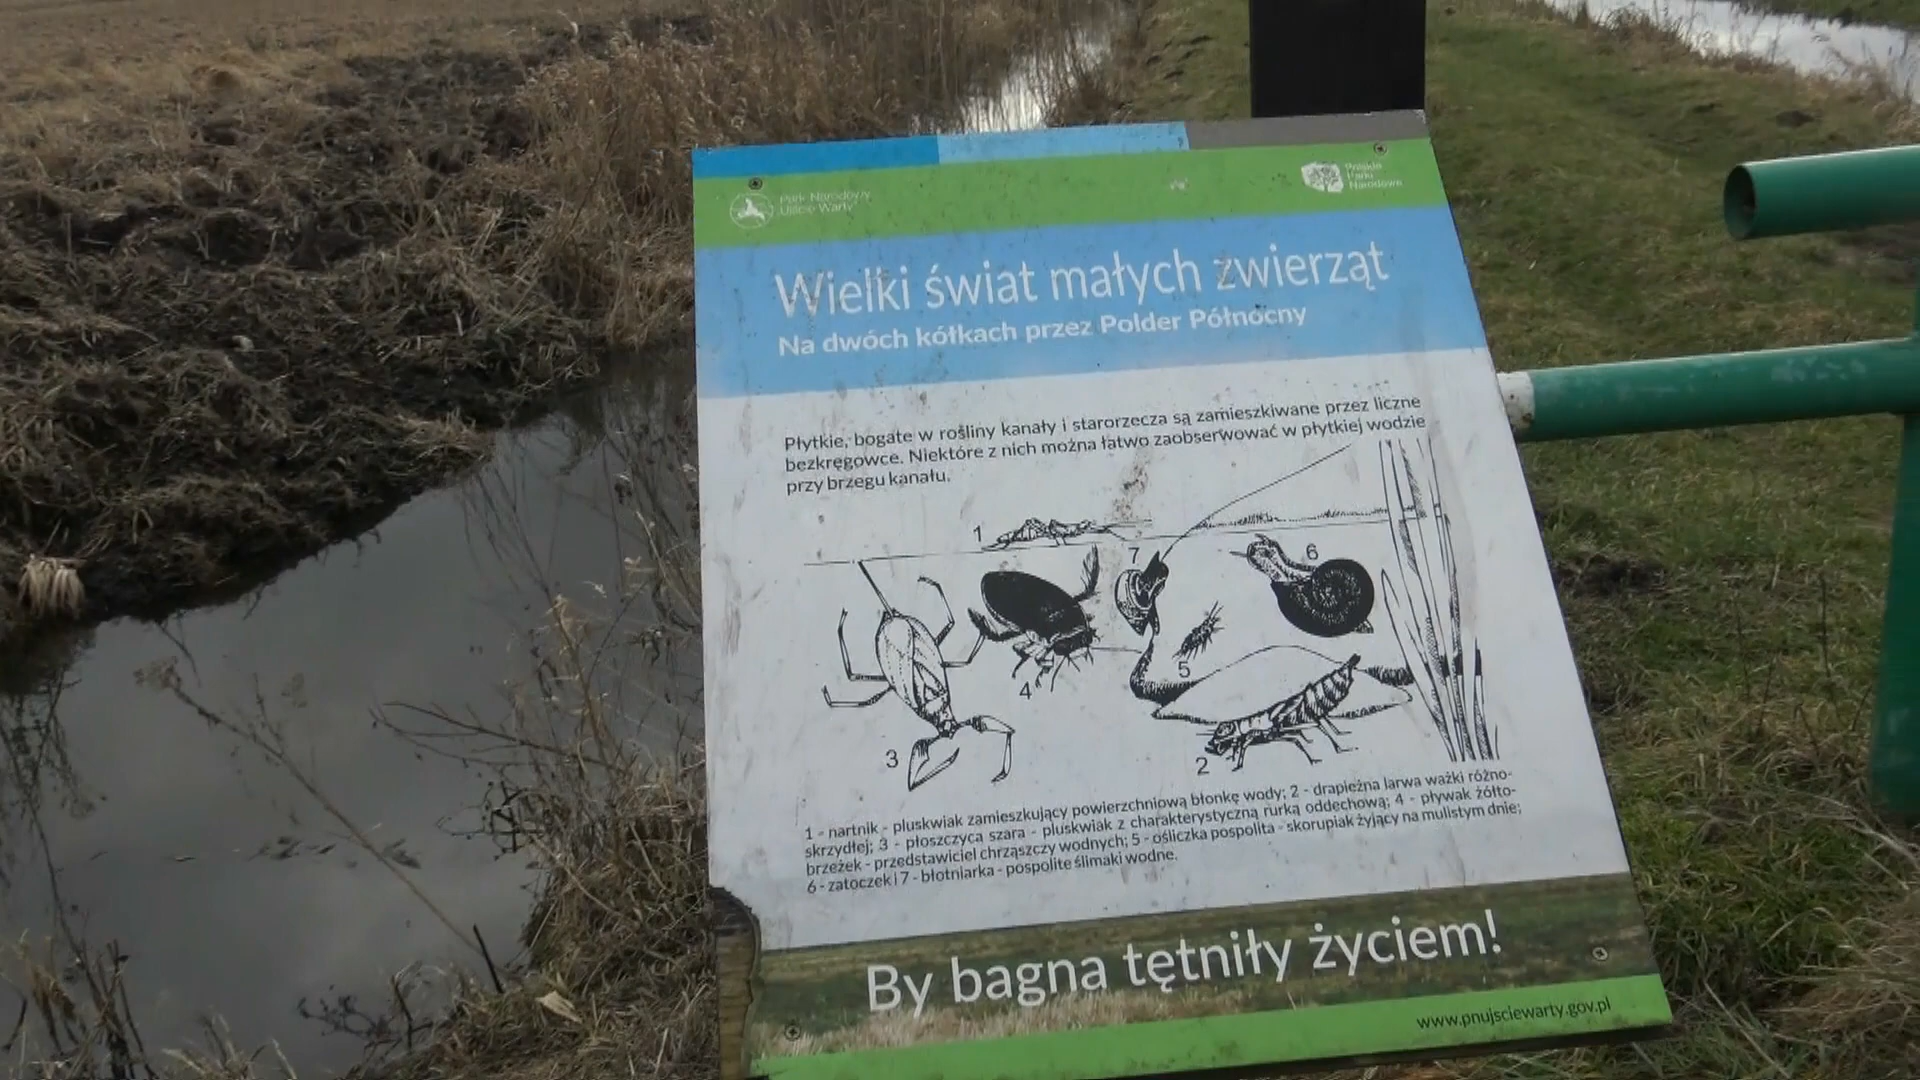 Park Narodowy
Ujście Warty
Polskie
Parki
Narodowe
Wielki świat małych zwierząt
Na dwóch kółkach przez Polder Północny
Płytkie, bogate w rośliny kanały i starorzecza są zamieszkiwane przez liczne
bezkręgowce. Niektóre z nich można łatwo zaobserwować w płytkiej wodzie
przy brzegu kanału.
1
7
6
5
4
3
2
1 - nartnik - pluskwiak zamieszkujący powierzchniową błonkę wody; 2 - drapieżna larwa ważki różno-
skrzydłej; 3 - płoszczyca szara - pluskwiak z charakterystyczną rurką oddechową; 4 - pływak żółto-
brzeżek - przedstawiciel chrząszczy wodnych; 5 - ośliczka pospolita - skorupiak żyjący na mulistym dnie;
6 - zatoczek i 7 - błotniarka - pospolite ślimaki wodne.
By bagna tętniły życiem!
www.pnujsciewarty.gov.pl